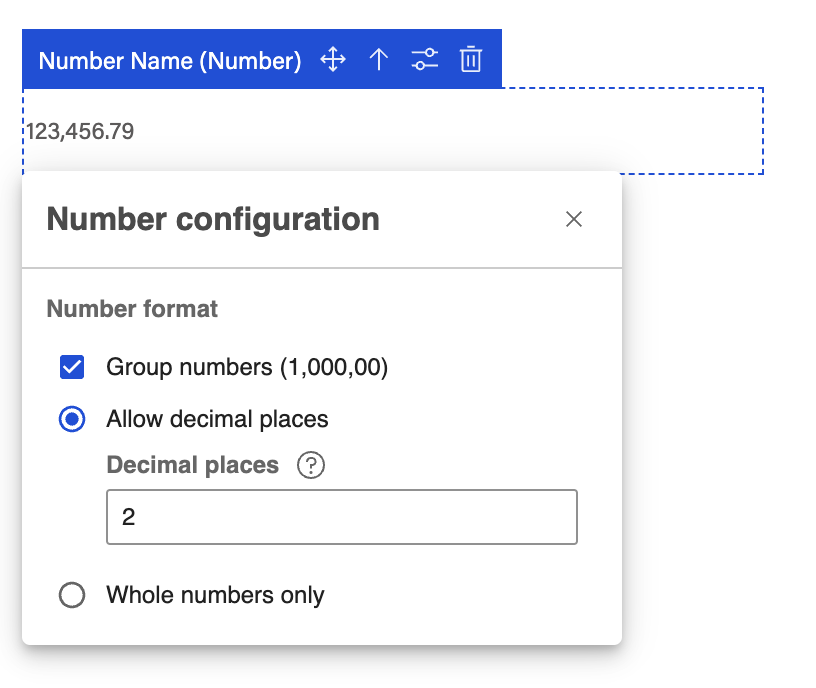 Number Name (Number)
123,456.79
Number configuration
Number format
Group numbers (1,000,00)
Allow decimal places
Decimal places ?
2
Whole numbers only